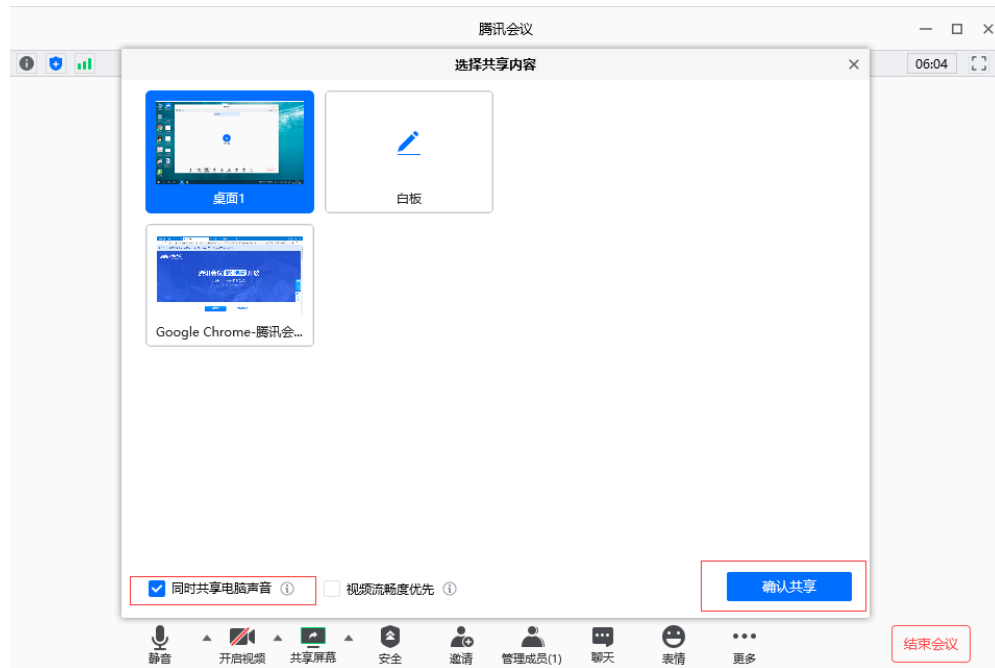 腾讯会议
选择共享内容
06:04
桌面1
白板
Google Chrome-腾讯会...
同时共享电脑声音
视频流畅度优先
确认共享
静音
开启视频
共享屏幕
安全
邀请
管理成员(1)
聊天
表情
更多
结束会议